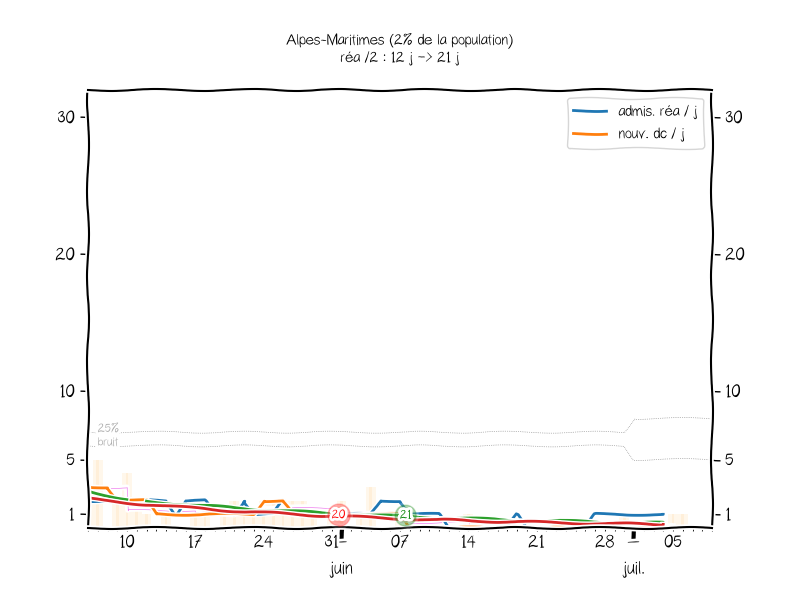 Alpes-Maritimes (2% de la population)
réa /2 : 12 j -> 21 j
admis. réa / j
nouv. dc / j
30 30
20 20
10 10
25%
bruit
5 5
20 21
1 1
10 17 24 31 07 14 21 28 05
juin juil.